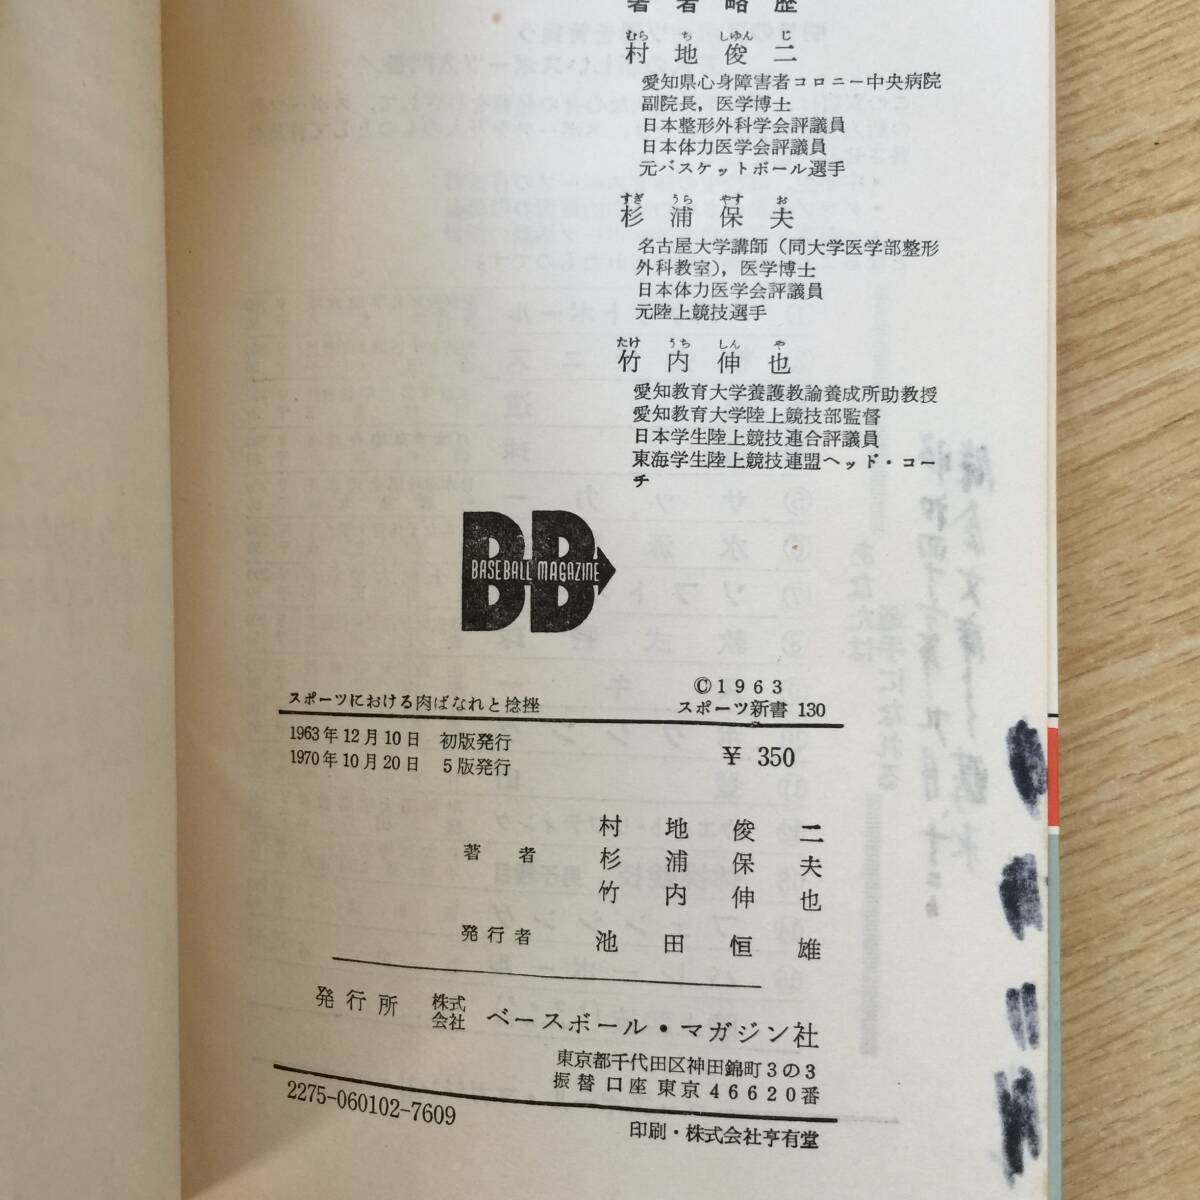 著者略歴
むら ち しゆん じ
村地俊二
愛知県心身障害者コロニー中央病院
副院長，医学博士
日本整形外科学会評議員
日本体力医学会評議員
元バスケットボール選手
すぎ うら やす お
杉浦保夫
名古屋大学講師（同大学医学部整形
外科教室），医学博士
日本体力医学会評議員
元陸上競技選手
たけ うち しん や
竹内伸也
愛知教育大学養護教諭養成所助教授
愛知教育大学陸上競技部監督
日本学生陸上競技連合評議員
東海学生陸上競技連盟ヘッド・コー
チ
BB
BASEBALL MAGAZINE
スポーツにおける肉ばなれと捻挫
©1963
スポーツ新書 130
1963年12月10日 初版発行
1970年10月20日 5版発行
¥ 350
著者
村地俊二
杉浦保夫
竹内伸也
発行者 池田恒雄
発行所 株式会社 ベースボール・マガジン社
東京都千代田区神田錦町3の3
振替口座東京46620番
2275-060102-7609
印刷・株式会社亨有堂